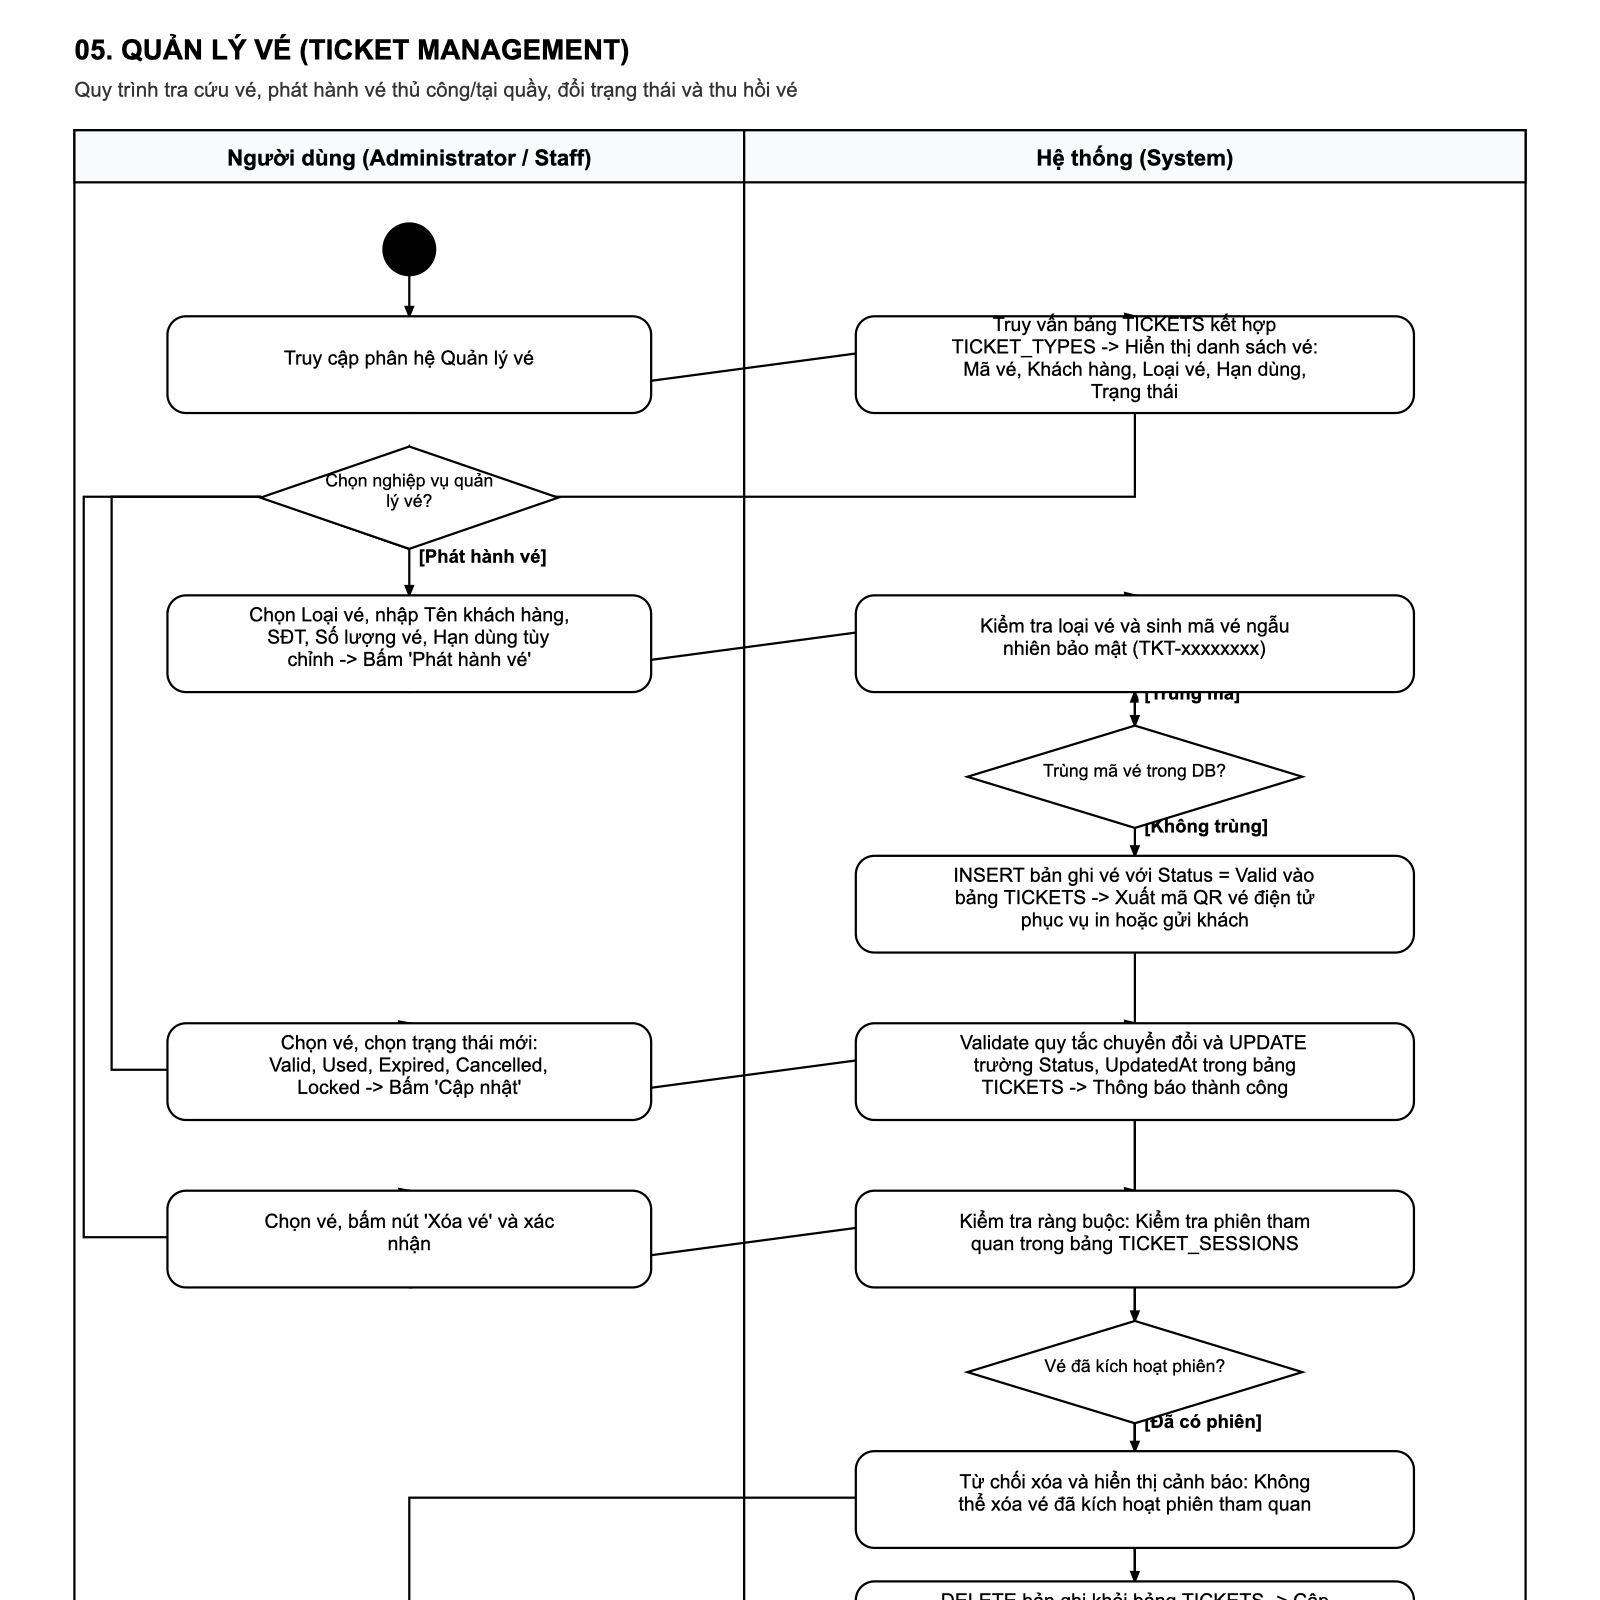 05. QUẢN LÝ VÉ (TICKET MANAGEMENT)
Quy trình tra cứu vé, phát hành vé thủ công/tại quầy, đổi trạng thái và thu hồi vé
Người dùng (Administrator / Staff)
Hệ thống (System)
Truy cập phân hệ Quản lý vé
Truy vấn bảng TICKETS kết hợp
TICKET_TYPES -> Hiển thị danh sách vé:
Mã vé, Khách hàng, Loại vé, Hạn dùng,
Trạng thái
Chọn nghiệp vụ quản
lý vé?
[Phát hành vé]
Chọn Loại vé, nhập Tên khách hàng,
SĐT, Số lượng vé, Hạn dùng tùy
chỉnh -> Bấm 'Phát hành vé'
Kiểm tra loại vé và sinh mã vé ngẫu
nhiên bảo mật (TKT-xxxxxxxx)
[Trùng mã]
Trùng mã vé trong DB?
[Không trùng]
INSERT bản ghi vé với Status = Valid vào
bảng TICKETS -> Xuất mã QR vé điện tử
phục vụ in hoặc gửi khách
Chọn vé, chọn trạng thái mới:
Valid, Used, Expired, Cancelled,
Locked -> Bấm 'Cập nhật'
Validate quy tắc chuyển đổi và UPDATE
trường Status, UpdatedAt trong bảng
TICKETS -> Thông báo thành công
Chọn vé, bấm nút 'Xóa vé' và xác
nhận
Kiểm tra ràng buộc: Kiểm tra phiên tham
quan trong bảng TICKET_SESSIONS
Vé đã kích hoạt phiên?
[Đã có phiên]
Từ chối xóa và hiển thị cảnh báo: Không
thể xóa vé đã kích hoạt phiên tham quan
DELETE bản ghi khỏi bảng TICKETS -> Cập